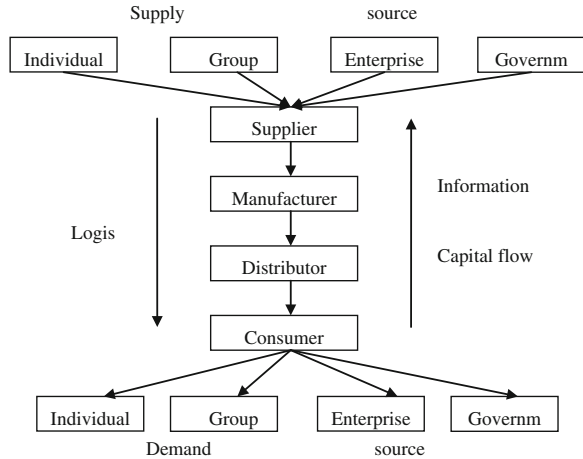 Supply source
Individual Group Enterprise Governm
Supplier
Information
Manufacturer
Logis
Capital flow
Distributor
Consumer
Individual Group Enterprise Governm
Demand source